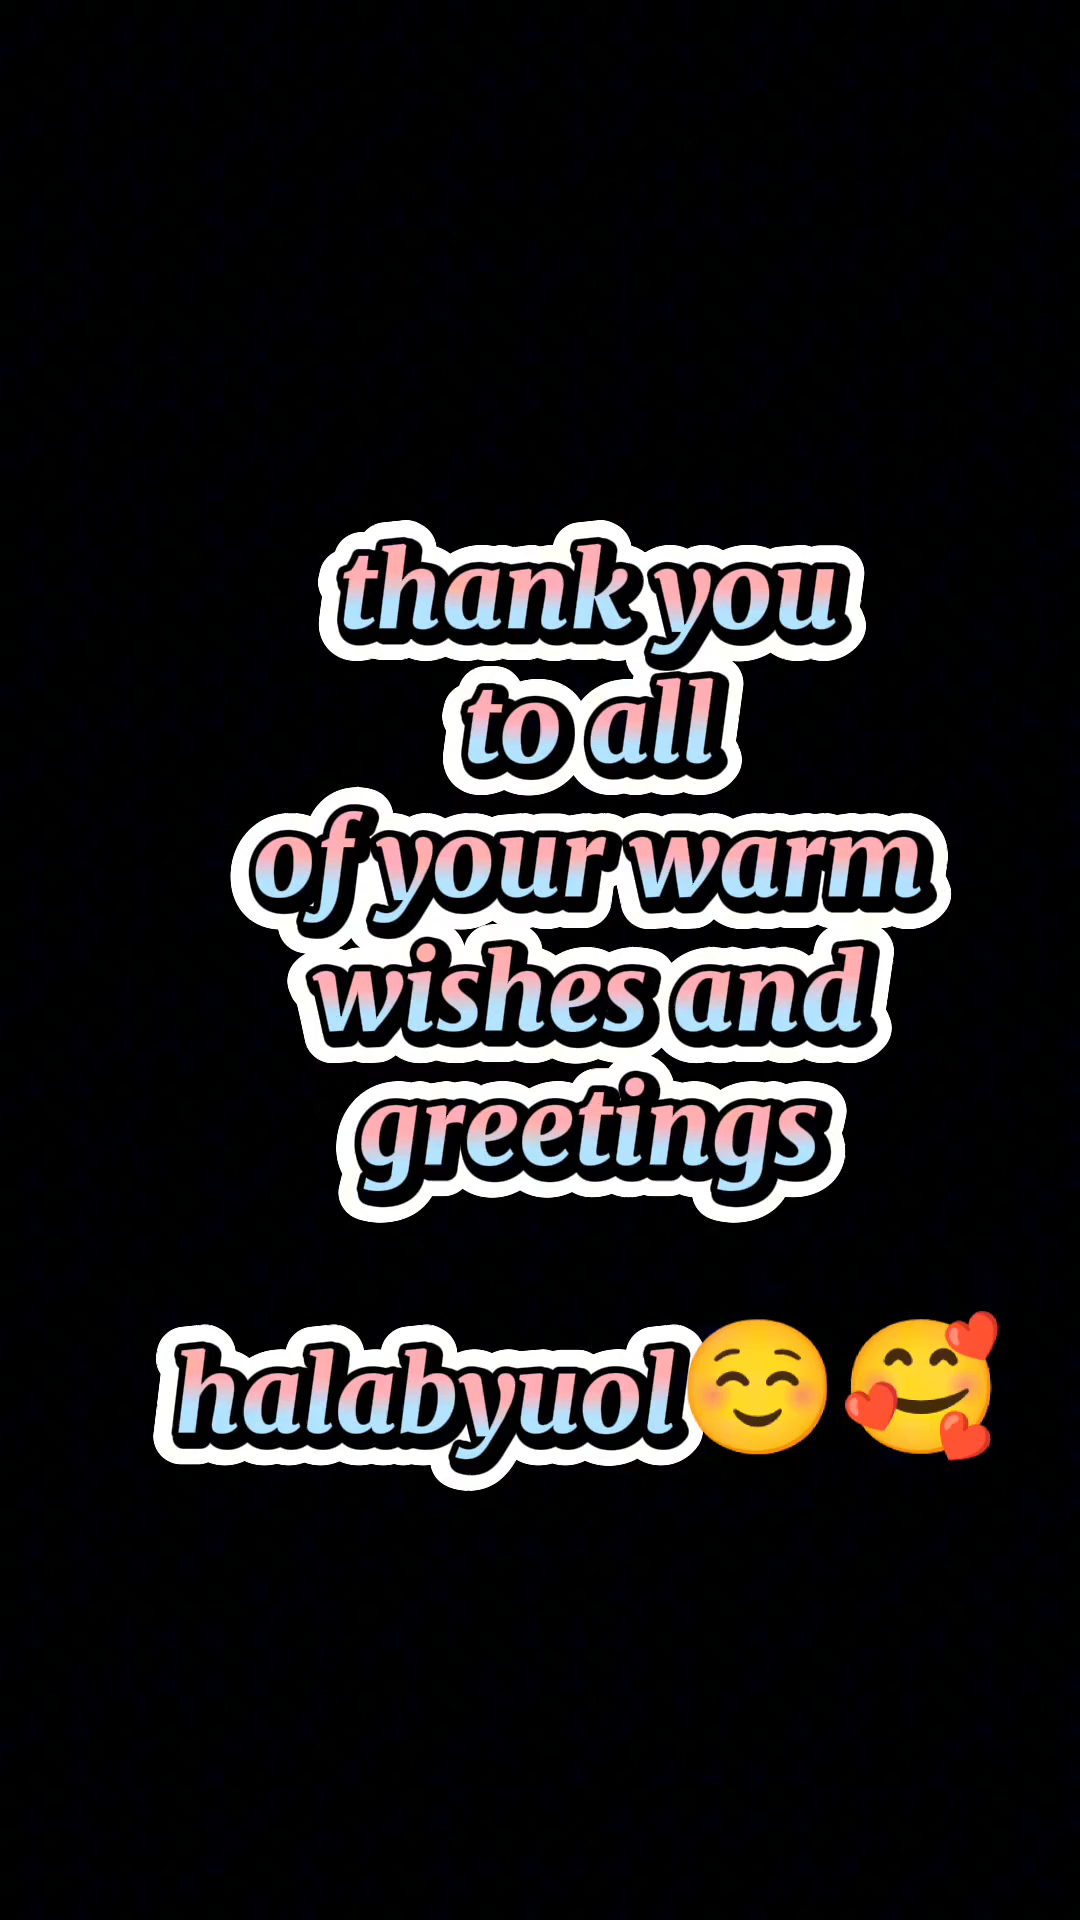 thank you
to all
of your warm
wishes and
greetings
halabyuol☺️🥰